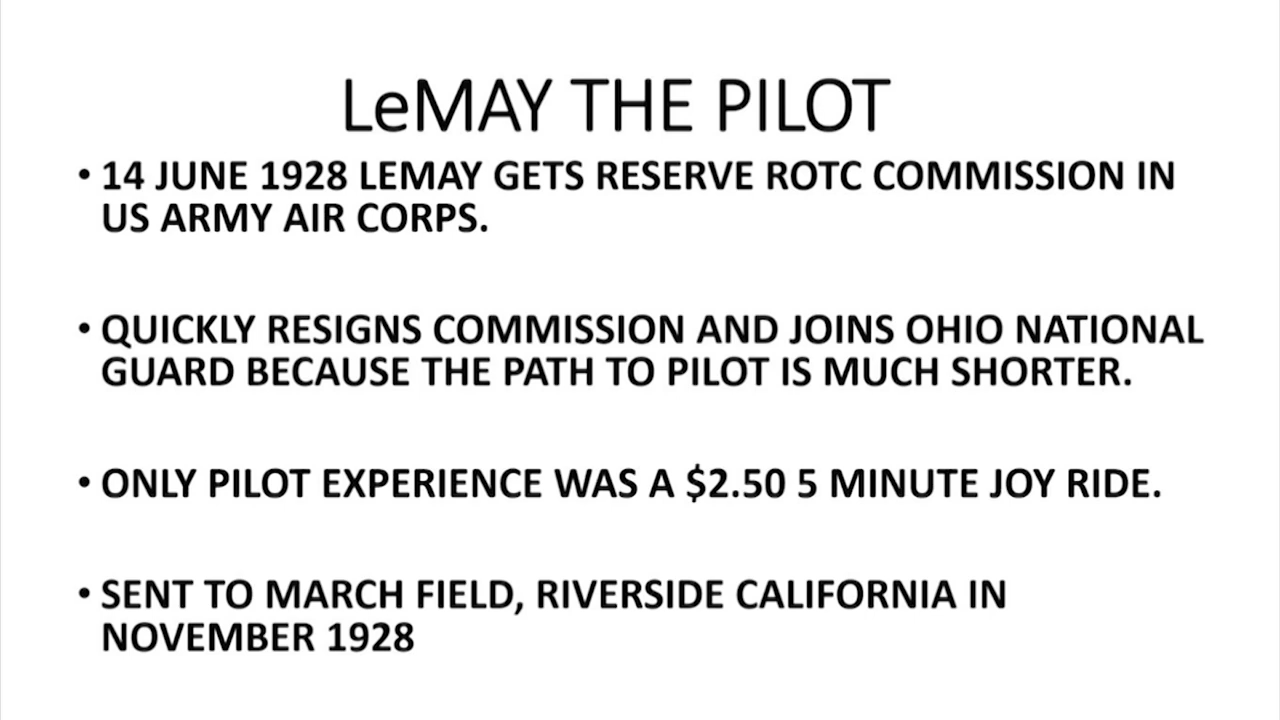 LeMAY THE PILOT
• 14 JUNE 1928 LEMAY GETS RESERVE ROTC COMMISSION IN
US ARMY AIR CORPS.
• QUICKLY RESIGNS COMMISSION AND JOINS OHIO NATIONAL
GUARD BECAUSE THE PATH TO PILOT IS MUCH SHORTER.
• ONLY PILOT EXPERIENCE WAS A $2.50 5 MINUTE JOY RIDE.
• SENT TO MARCH FIELD, RIVERSIDE CALIFORNIA IN
NOVEMBER 1928